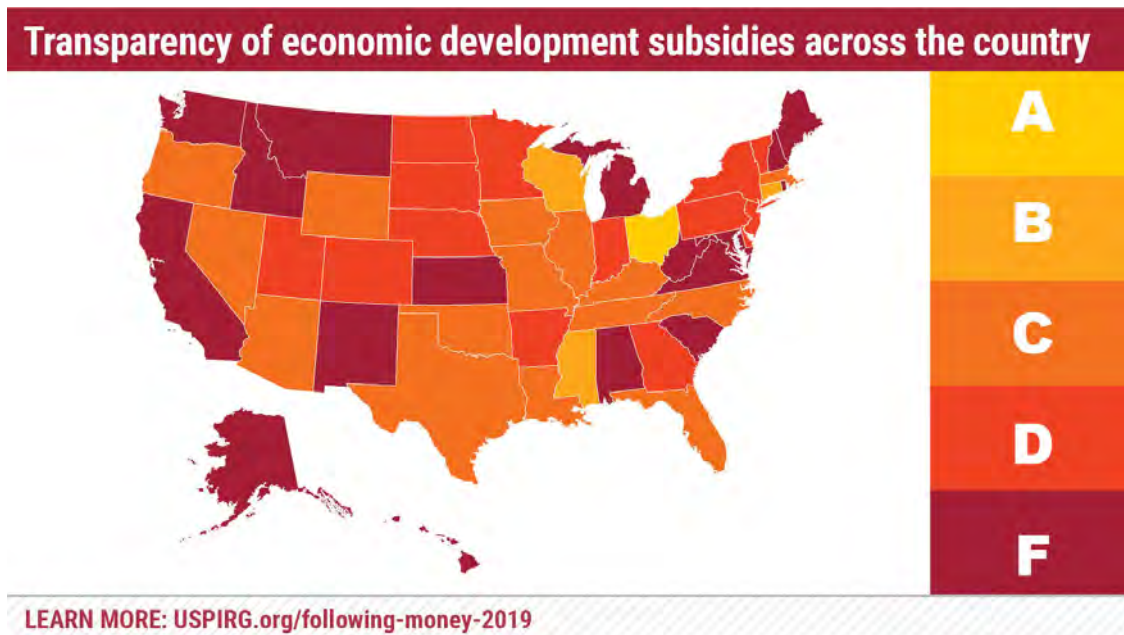 Transparency of economic development subsidies across the country
A
B
C
D
F
LEARN MORE: USPIRG.org/following-money-2019